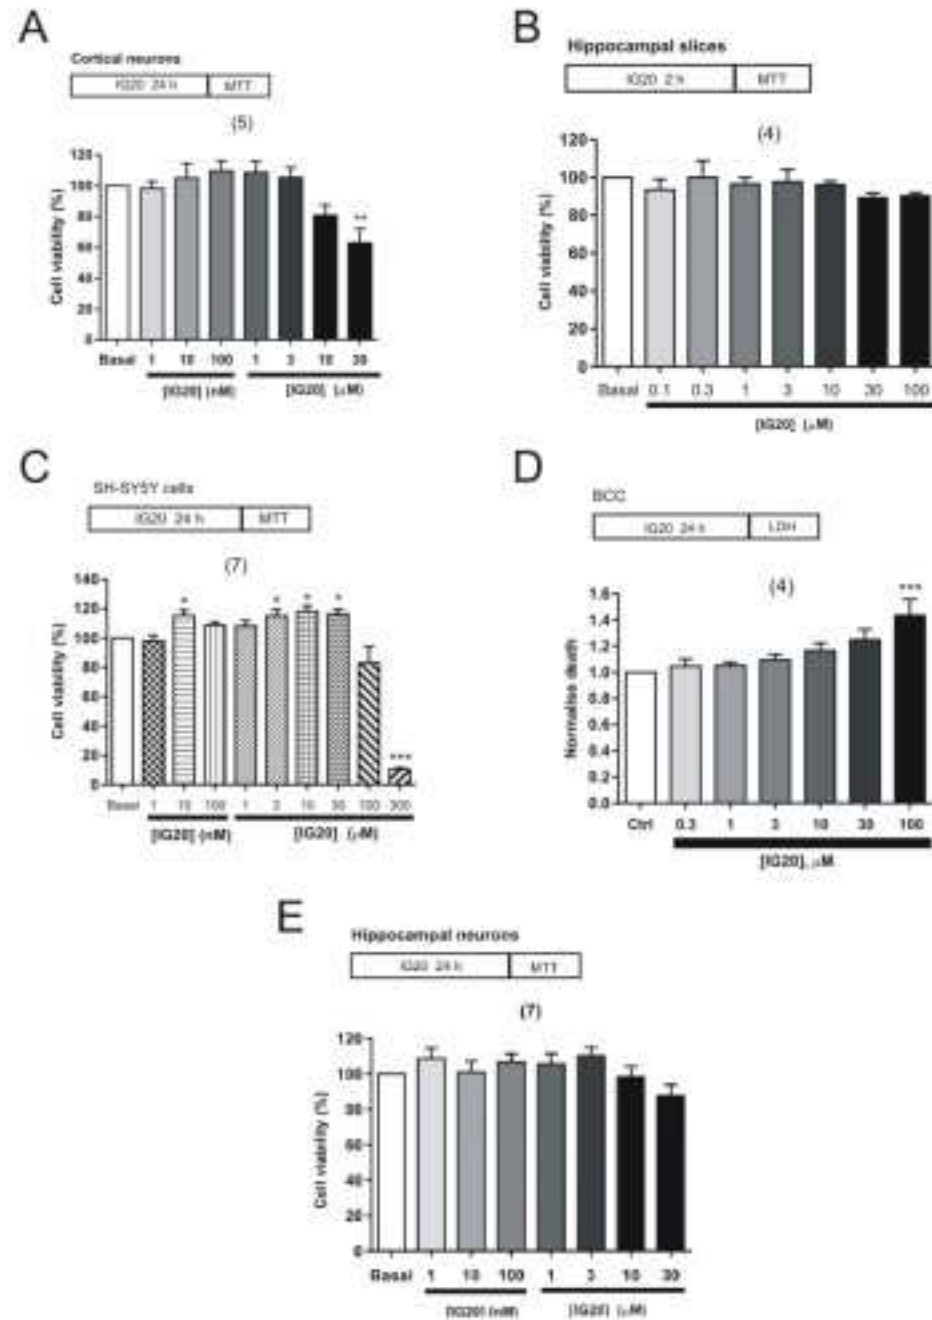 A
Cortical neurons
IG20 24 h
MTT
(5)
Cell viability (%)
120
100
80
60
40
20
0
**
Basal 1 10 100 1 3 10 30
[IG20] (nM) [IG20] (μM)
B
Hippocampal slices
IG20 2 h
MTT
(4)
Cell viability (%)
120
100
80
60
40
20
0
Basal 0.1 0.3 1 3 10 30 100
[IG20] (μM)
C
SH-SY5Y cells
IG20 24 h
MTT
(7)
Cell viability (%)
140
120
100
80
60
40
20
0
* * * * ***
Basal 1 10 100 1 3 10 30 100 300
[IG20] (nM) [IG20] (μM)
D
BCC
IG20 24 h
LDH
(4)
Normalise death
1.6
1.4
1.2
1.0
0.8
0.6
0.4
0.2
0.0
***
Ctrl 0.3 1 3 10 30 100
[IG20], μM
E
Hippocampal neurons
IG20 24 h
MTT
(7)
Cell viability (%)
120
100
80
60
40
20
0
Basal 1 10 100 1 3 10 30
[IG20] (nM) [IG20] (μM)